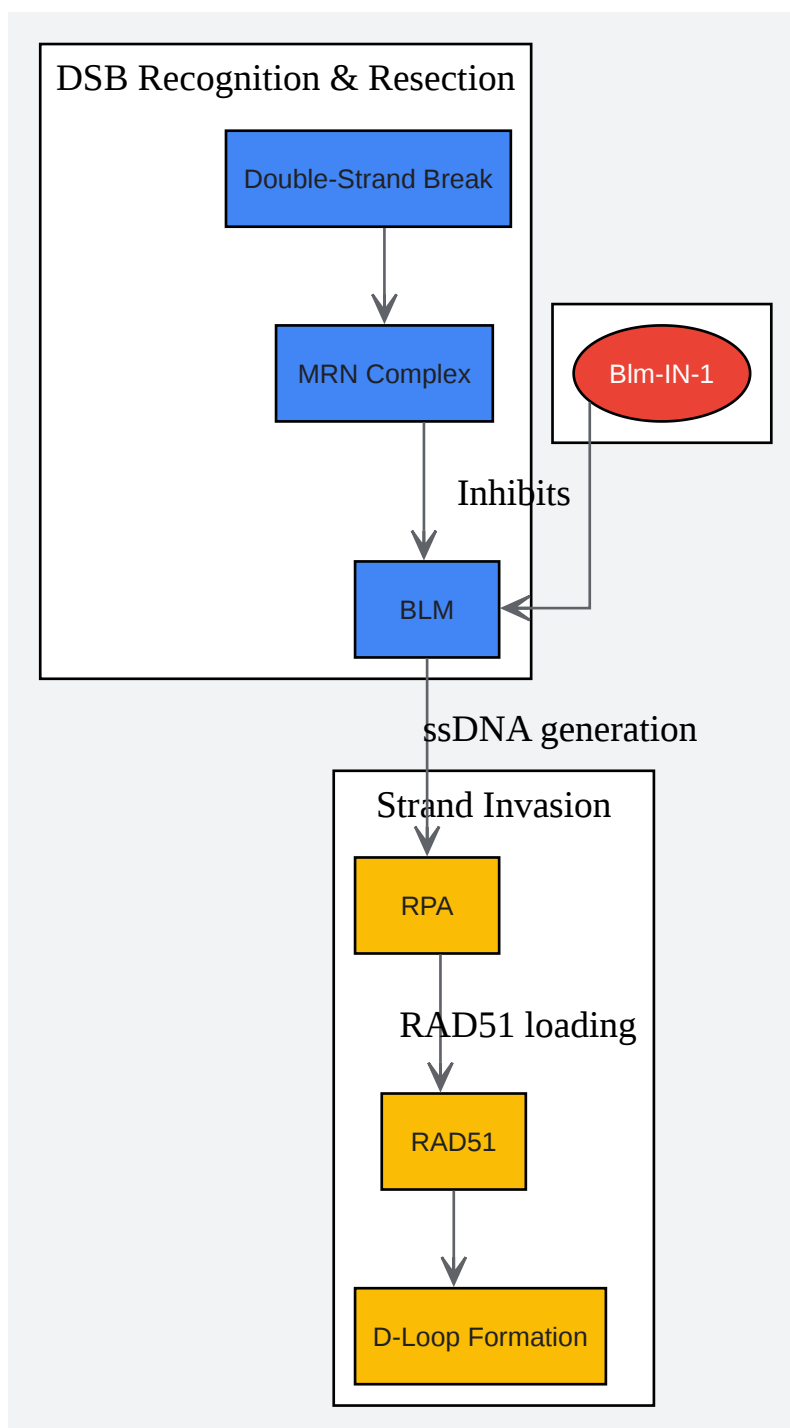 DSB Recognition & Resection
Double-Strand Break
MRN Complex
Blm-IN-1
Inhibits
BLM
ssDNA generation
Strand Invasion
RPA
RAD51 loading
RAD51
D-Loop Formation